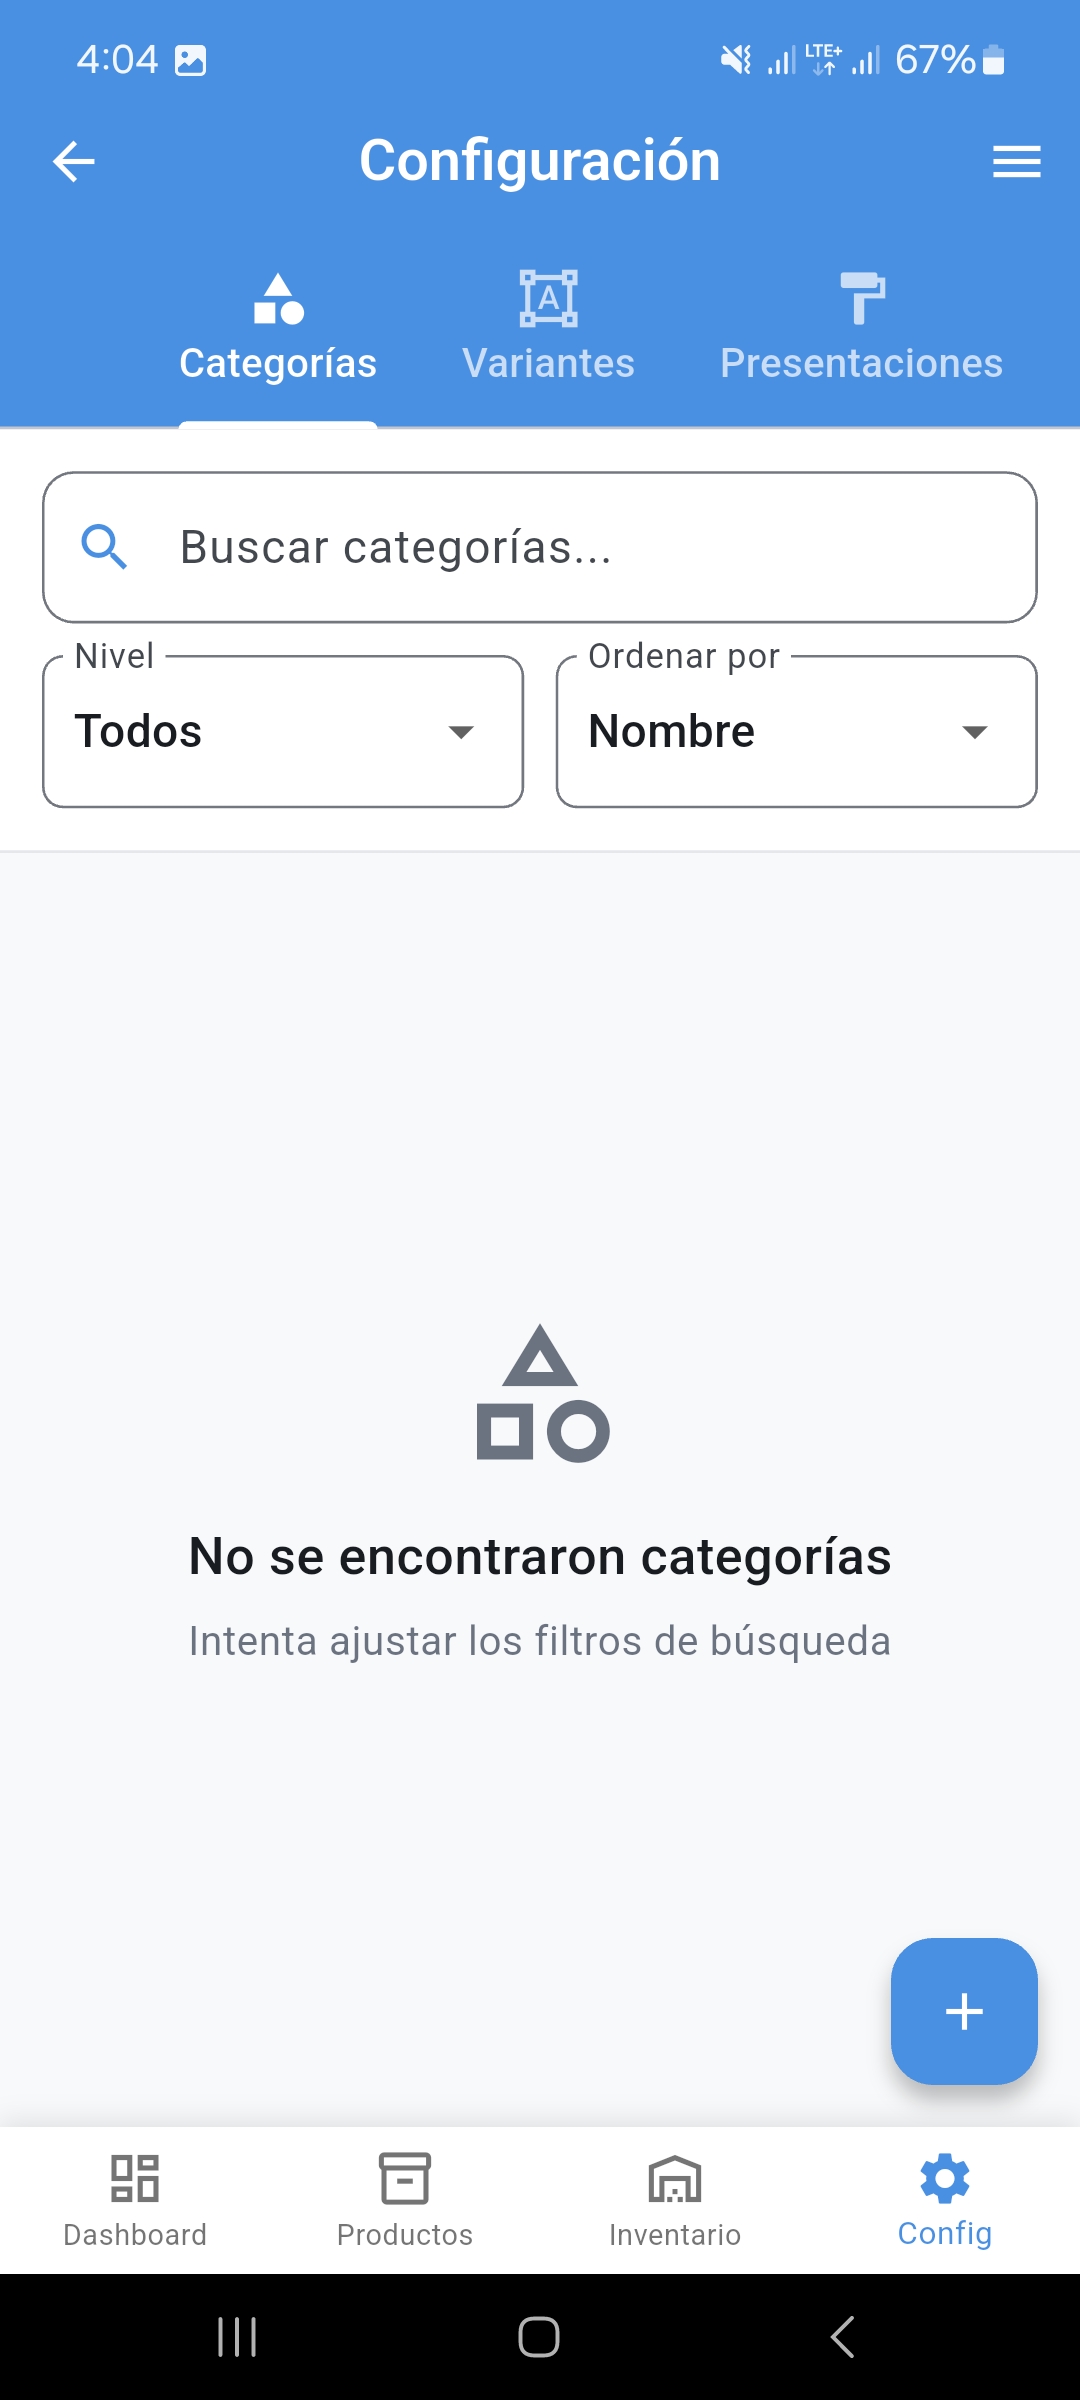 4:04 LTE+ 67%
Configuración
A
Categorías Variantes Presentaciones
Buscar categorías...
Nivel Ordenar por
Todos Nombre
No se encontraron categorías
Intenta ajustar los filtros de búsqueda
+
Dashboard Productos Inventario Config